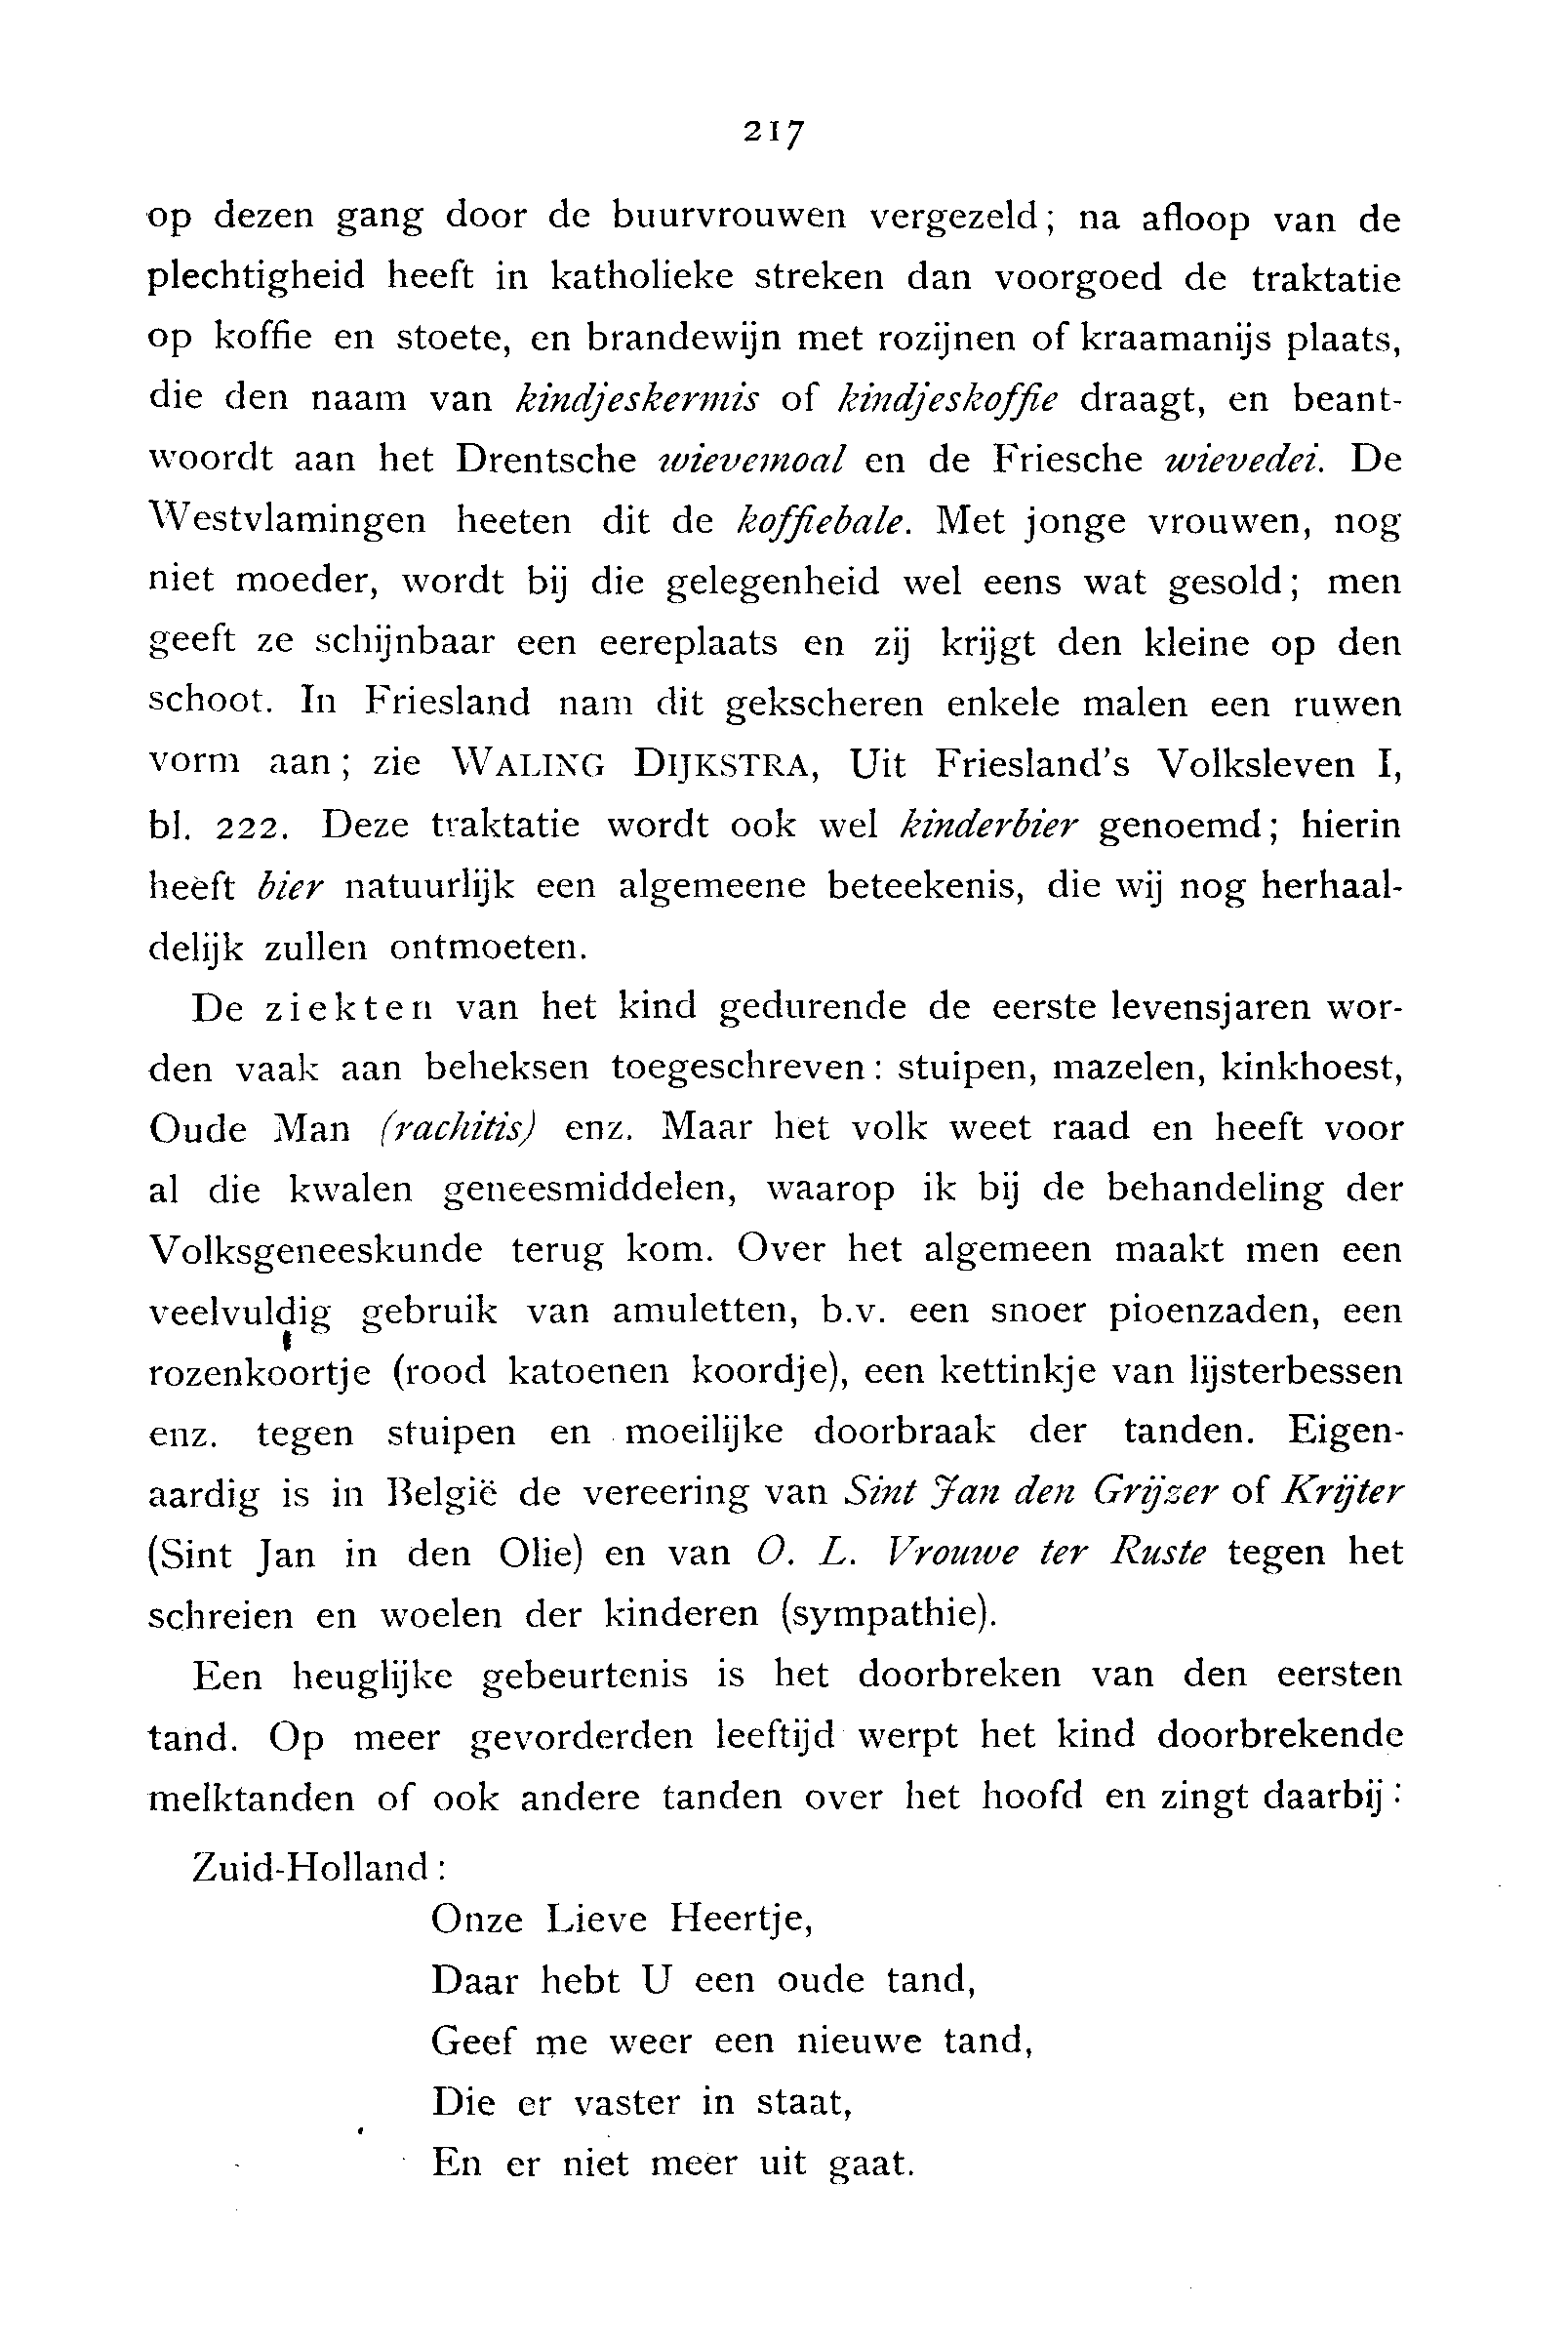 217
op dezen gang door de buurvrouwen vergezeld; na afloop van de
plechtigheid heeft in katholieke streken dan voorgoed de traktatie
op koffie en stoete, en brandewijn met rozijnen of kraamanijs plaats,
die den naam van kindjeskermis of kindjeskoffie draagt, en beant-
woordt aan het Drentsche wievemoal en de Friesche wievedei. De
Westvlamingen heeten dit de koffiebale. Met jonge vrouwen, nog
niet moeder, wordt bij die gelegenheid wel eens wat gesold; men
geeft ze schijnbaar een eereplaats en zij krijgt den kleine op den
schoot. In Friesland nam dit gekscheren enkele malen een ruwen
vorm aan; zie WALING DIJKSTRA, Uit Friesland's Volksleven I,
bl. 222. Deze traktatie wordt ook wel kinderbier genoemd; hierin
heeft bier natuurlijk een algemeene beteekenis, die wij nog herhaal-
delijk zullen ontmoeten.
De ziekten van het kind gedurende de eerste levensjaren wor-
den vaak aan beheksen toegeschreven: stuipen, mazelen, kinkhoest,
Oude Man (rachitis) enz. Maar het volk weet raad en heeft voor
al die kwalen geneesmiddelen, waarop ik bij de behandeling der
Volksgeneeskunde terug kom. Over het algemeen maakt men een
veelvuldig gebruik van amuletten, b.v. een snoer pioenzaden, een
rozenkoortje (rood katoenen koordje), een kettinkje van lijsterbessen
enz. tegen stuipen en moeilijke doorbraak der tanden. Eigen-
aardig is in België de vereering van Sint Jan den Grijzer of Krijter
(Sint Jan in den Olie) en van O. L. Vrouwe ter Ruste tegen het
schreien en woelen der kinderen (sympathie).
Een heuglijke gebeurtenis is het doorbreken van den eersten
tand. Op meer gevorderden leeftijd werpt het kind doorbrekende
melktanden of ook andere tanden over het hoofd en zingt daarbij:
Zuid-Holland:
Onze Lieve Heertje,
Daar hebt U een oude tand,
Geef me weer een nieuwe tand,
Die er vaster in staat,
En er niet meer uit gaat.